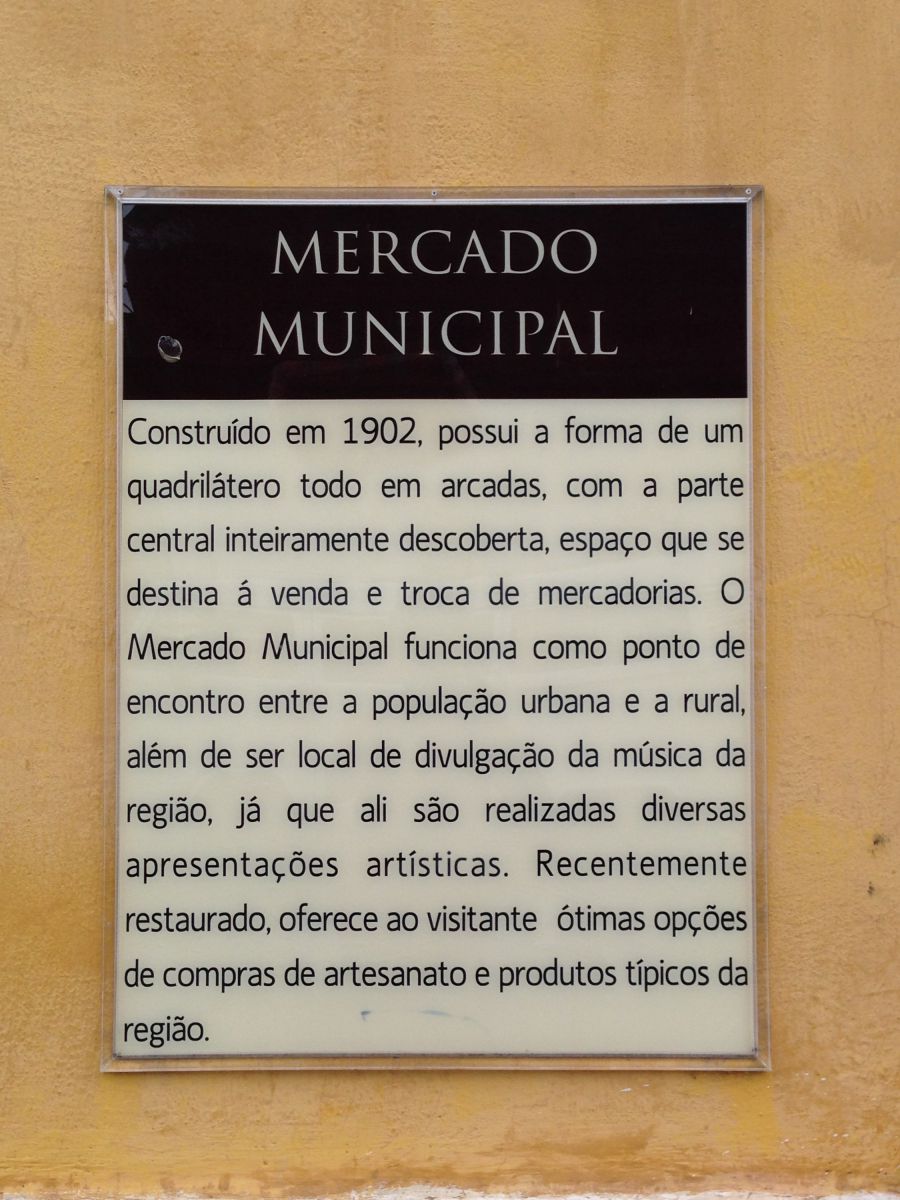 MERCADO
MUNICIPAL
Construído em 1902, possui a forma de um
quadrilátero todo em arcadas, com a parte
central inteiramente descoberta, espaço que se
destina á venda e troca de mercadorias. O
Mercado Municipal funciona como ponto de
encontro entre a população urbana e a rural,
além de ser local de divulgação da música da
região, já que ali são realizadas diversas
apresentações artísticas. Recentemente
restaurado, oferece ao visitante ótimas opções
de compras de artesanato e produtos típicos da
região.